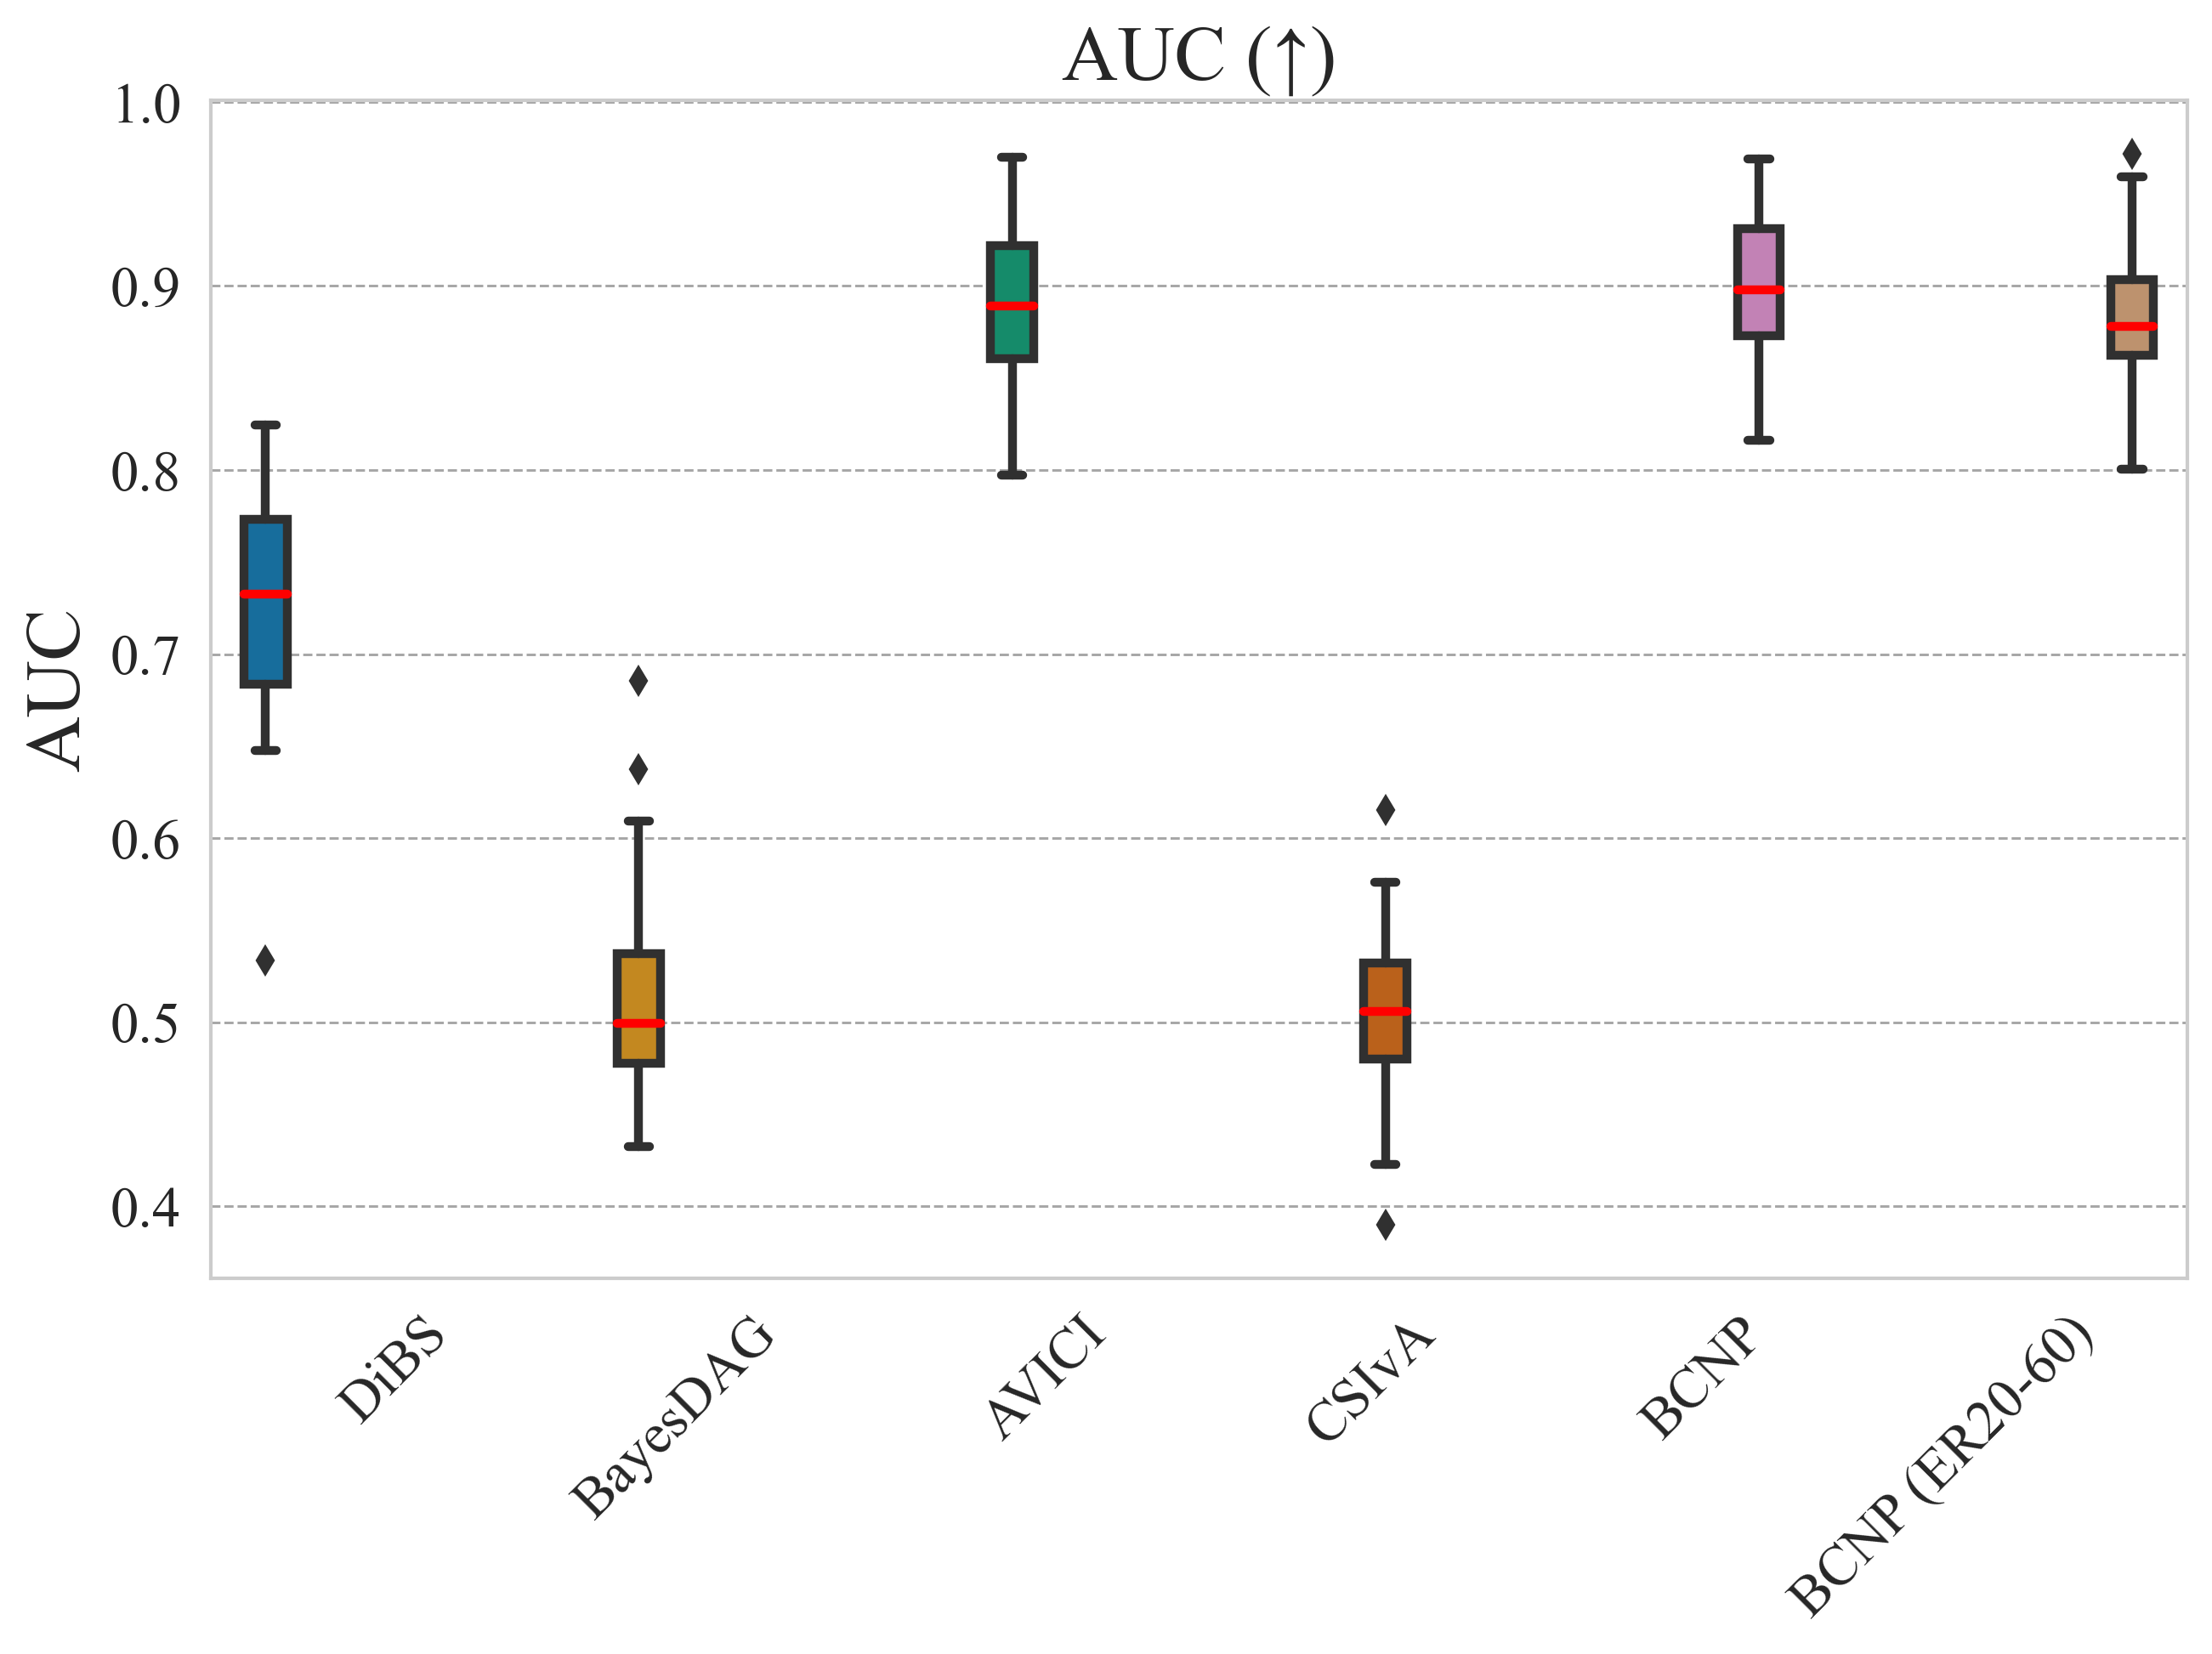 AUC (↑)
1.0
0.9
0.8
0.7
0.6
0.5
0.4
AUC
DiBS
BayesDAG
AVICI
CSIvA
BCNP
BCNP (ER20-60))